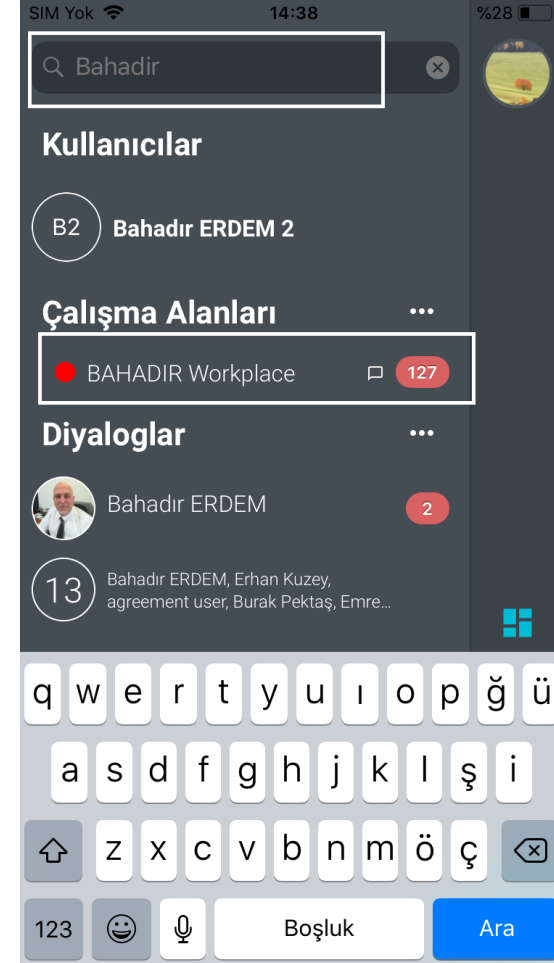 SIM Yok 14:38 %28
Bahadir
Kullanıcılar
B2 Bahadır ERDEM 2
Çalışma Alanları
BAHADIR Workplace 127
Diyaloglar
Bahadır ERDEM 2
13 Bahadır ERDEM, Erhan Kuzey,
agreement user, Burak Pektaş, Emre...
q w e r t y u ı o p ğ ü
a s d f g h j k l ş i
z x c v b n m ö ç
123 Boşluk Ara